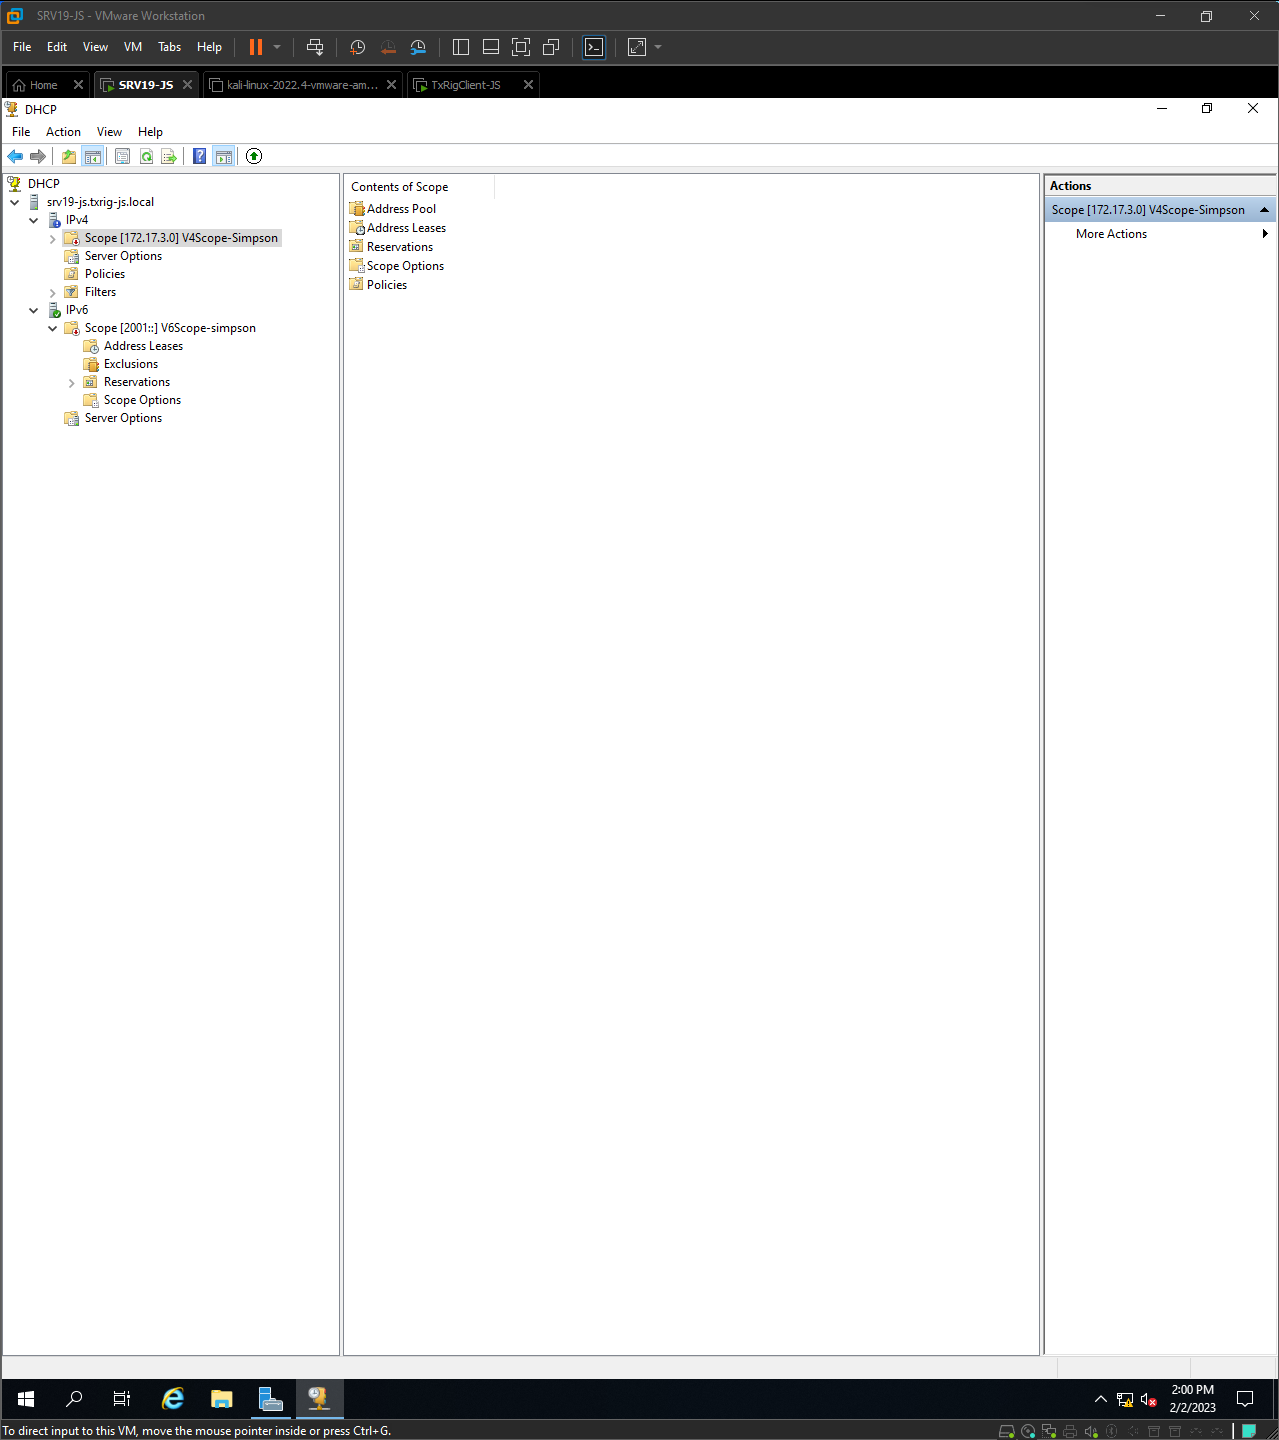 SRV19-JS - VMware Workstation
File Edit View VM Tabs Help
Home SRV19-JS kali-linux-2022.4-vmware-am... TxRigClient-JS
DHCP
File Action View Help
DHCP
srv19-js.txrig-js.local
IPv4
Scope [172.17.3.0] V4Scope-Simpson
Server Options
Policies
Filters
IPv6
Scope [2001::] V6Scope-simpson
Address Leases
Exclusions
Reservations
Scope Options
Server Options
Contents of Scope
Address Pool
Address Leases
Reservations
Scope Options
Policies
Actions
Scope [172.17.3.0] V4Scope-Simpson
More Actions
2:00 PM
2/2/2023
To direct input to this VM, move the mouse pointer inside or press Ctrl+G.